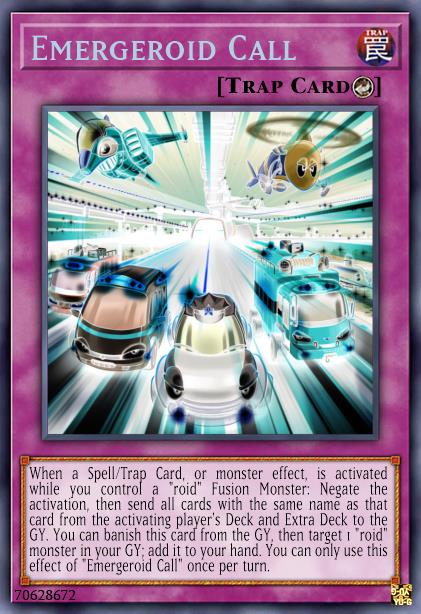 Emergeroid Call
TRAP
罠
[Trap Card]
When a Spell/Trap Card, or monster effect, is activated
while you control a "roid" Fusion Monster: Negate the
activation, then send all cards with the same name as that
card from the activating player's Deck and Extra Deck to the
GY. You can banish this card from the GY, then target 1 "roid"
monster in your GY; add it to your hand. You can only use this
effect of "Emergeroid Call" once per turn.
70628672